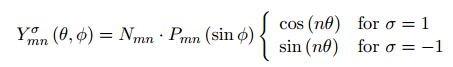 Y^σ_{mn} (θ, ϕ) = N_{mn} · P_{mn} (sin ϕ) { cos (nθ) for σ = 1
sin (nθ) for σ = −1